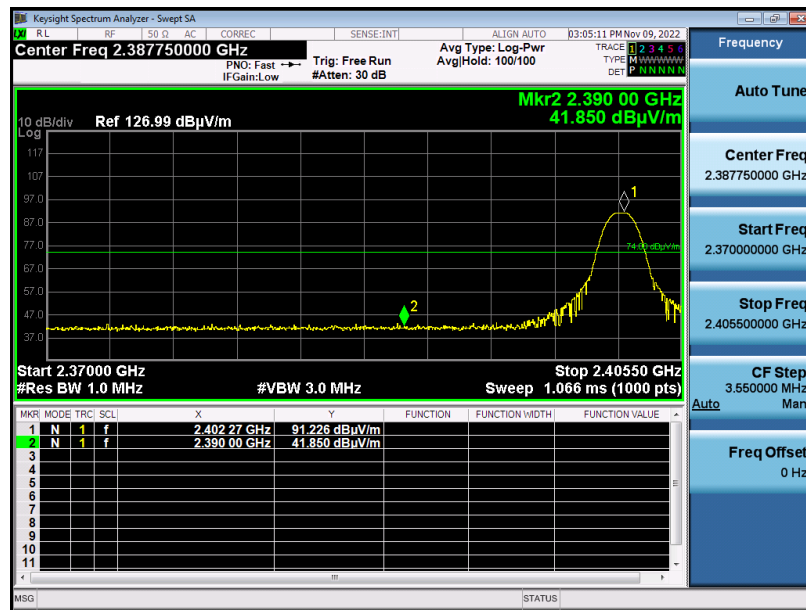 Keysight Spectrum Analyzer - Swept SA
LXI RL RF 50 Ω AC CORREC SENSE:INT ALIGN AUTO 03:05:11 PM Nov 09, 2022
Center Freq 2.387750000 GHz
PNO: Fast
IFGain:Low
Trig: Free Run
#Atten: 30 dB
Avg Type: Log-Pwr
Avg|Hold: 100/100
TRACE 1 2 3 4 5 6
TYPE M W W W W W
DET P N N N N N
Mkr2 2.390 00 GHz
41.850 dBµV/m
10 dB/div Ref 126.99 dBµV/m
Log
117
107
97.0
87.0
77.0
67.0
57.0
47.0
37.0
1
74.00 dBµV/m
2
Start 2.37000 GHz Stop 2.40550 GHz
#Res BW 1.0 MHz #VBW 3.0 MHz Sweep 1.066 ms (1000 pts)
MKR MODE TRC SCL X Y FUNCTION FUNCTION WIDTH FUNCTION VALUE
1 N 1 f 2.402 27 GHz 91.226 dBµV/m
2 N 1 f 2.390 00 GHz 41.850 dBµV/m
3
4
5
6
7
8
9
10
11
MSG STATUS
Frequency
Auto Tune
Center Freq
2.387750000 GHz
Start Freq
2.370000000 GHz
Stop Freq
2.405500000 GHz
CF Step
3.550000 MHz
Auto Man
Freq Offset
0 Hz